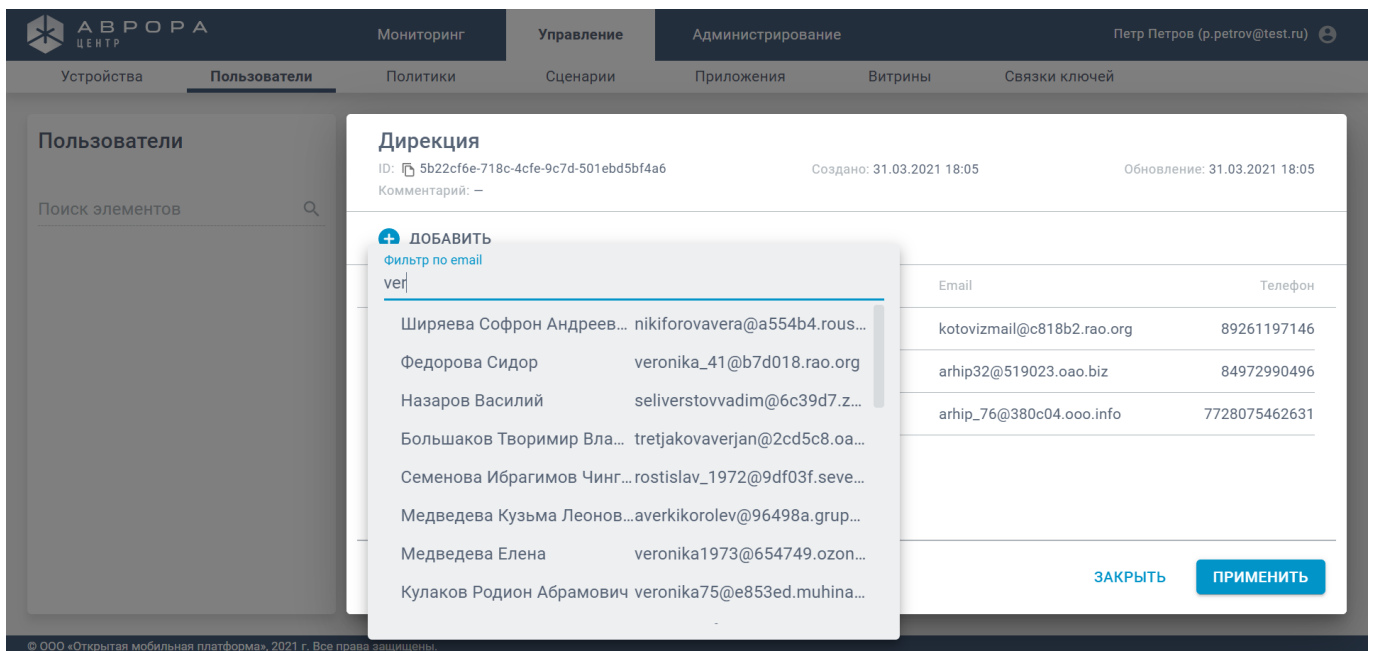 АВРОРА
ЦЕНТР
Мониторинг Управление Администрирование Петр Петров (p.petrov@test.ru)
Устройства Пользователи Политики Сценарии Приложения Витрины Связки ключей
Пользователи
Поиск элементов
Дирекция
ID: 5b22cf6e-718c-4cfe-9c7d-501ebd5bf4a6 Создано: 31.03.2021 18:05 Обновление: 31.03.2021 18:05
Комментарий: —
ДОБАВИТЬ
Фильтр по email
ver
Email Телефон
Ширяева Софрон Андреев... nikiforovavera@a554b4.rous...
kotovizmail@c818b2.rao.org 89261197146
Федорова Сидор veronika_41@b7d018.rao.org
arhip32@519023.oao.biz 84972990496
Назаров Василий seliverstovvadim@6c39d7.z...
arhip_76@380c04.ooo.info 7728075462631
Большаков Творимир Вла... tretjakovaverjan@2cd5c8.oa...
Семенова Ибрагимов Чинг... rostislav_1972@9df03f.seve...
Медведева Кузьма Леонов... averkikorolev@96498a.grup...
Медведева Елена veronika1973@654749.ozon...
Кулаков Родион Абрамович veronika75@e853ed.muhina...
ЗАКРЫТЬ ПРИМЕНИТЬ
© ООО «Открытая мобильная платформа», 2021 г. Все права защищены.